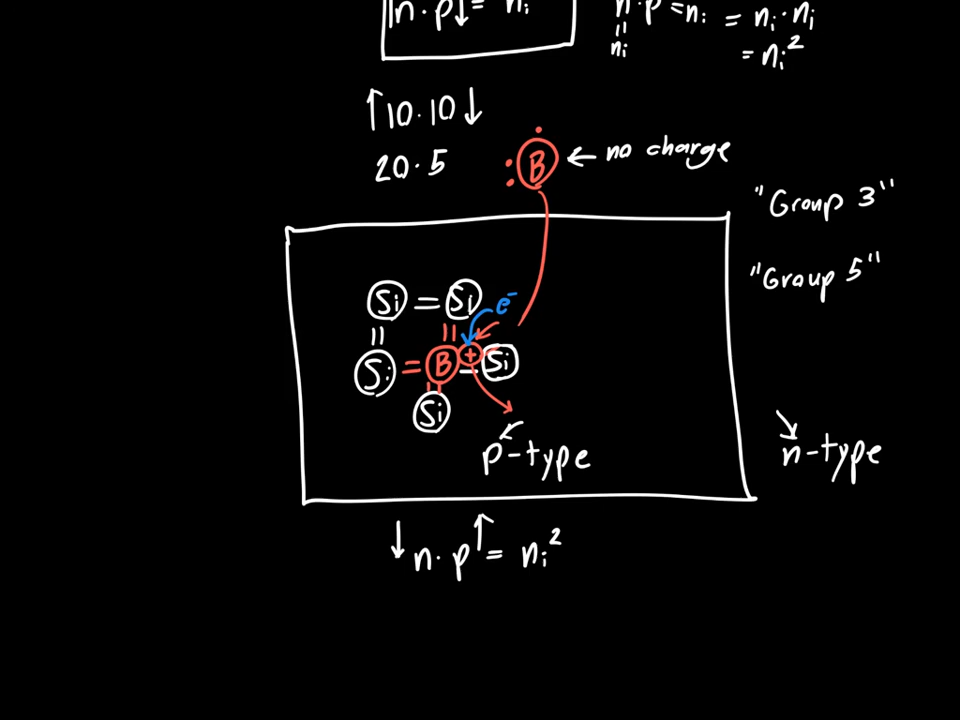 n · p↓ = nᵢ
n · p = nᵢ = nᵢ · nᵢ
॥
nᵢ
= nᵢ²
↑10 · 10↓
20 · 5
B ← no charge
"Group 3"
"Group 5"
Si = Si e⁻
॥ ॥
Si = B + – Si
॥
Si
p-type
n-type
↓n · p↑ = nᵢ²